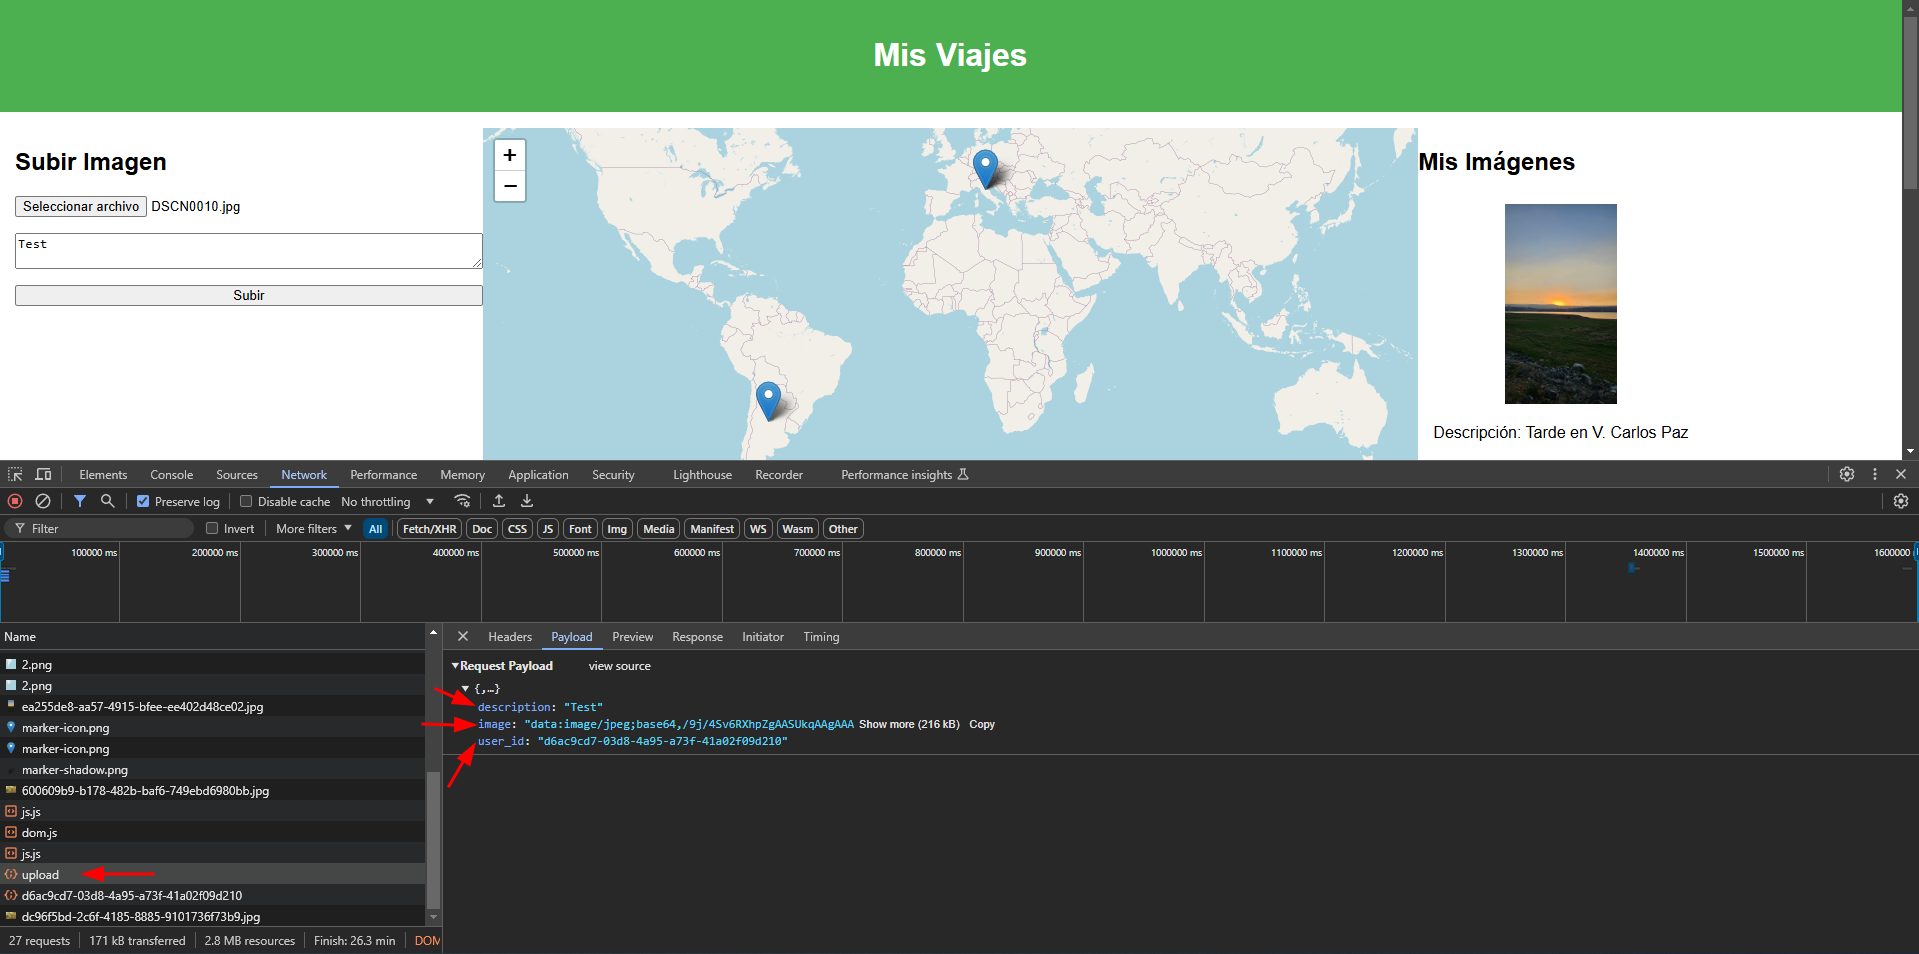 Mis Viajes
Subir Imagen
Seleccionar archivo DSCN0010.jpg
Test
Subir
+
−
Mis Imágenes
Descripción: Tarde en V. Carlos Paz
Elements Console Sources Network Performance Memory Application Security Lighthouse Recorder Performance insights
Preserve log Disable cache No throttling
Filter Invert More filters All Fetch/XHR Doc CSS JS Font Img Media Manifest WS Wasm Other
100000 ms 200000 ms 300000 ms 400000 ms 500000 ms 600000 ms 700000 ms 800000 ms 900000 ms 1000000 ms 1100000 ms 1200000 ms 1300000 ms 1400000 ms 1500000 ms 1600000
Name
2.png
2.png
ea255de8-aa57-4915-bfee-ee402d48ce02.jpg
marker-icon.png
marker-icon.png
marker-shadow.png
600609b9-b178-482b-baf6-749ebd6980bb.jpg
js.js
dom.js
js.js
upload
d6ac9cd7-03d8-4a95-a73f-41a02f09d210
dc96f5bd-2c6f-4185-8885-9101736f73b9.jpg
27 requests 171 kB transferred 2.8 MB resources Finish: 26.3 min DOM
Headers Payload Preview Response Initiator Timing
Request Payload view source
{,…}
description: "Test"
image: "data:image/jpeg;base64,/9j/4Sv6RXhpZgAASUkqAAgAAA Show more (216 kB) Copy
user_id: "d6ac9cd7-03d8-4a95-a73f-41a02f09d210"